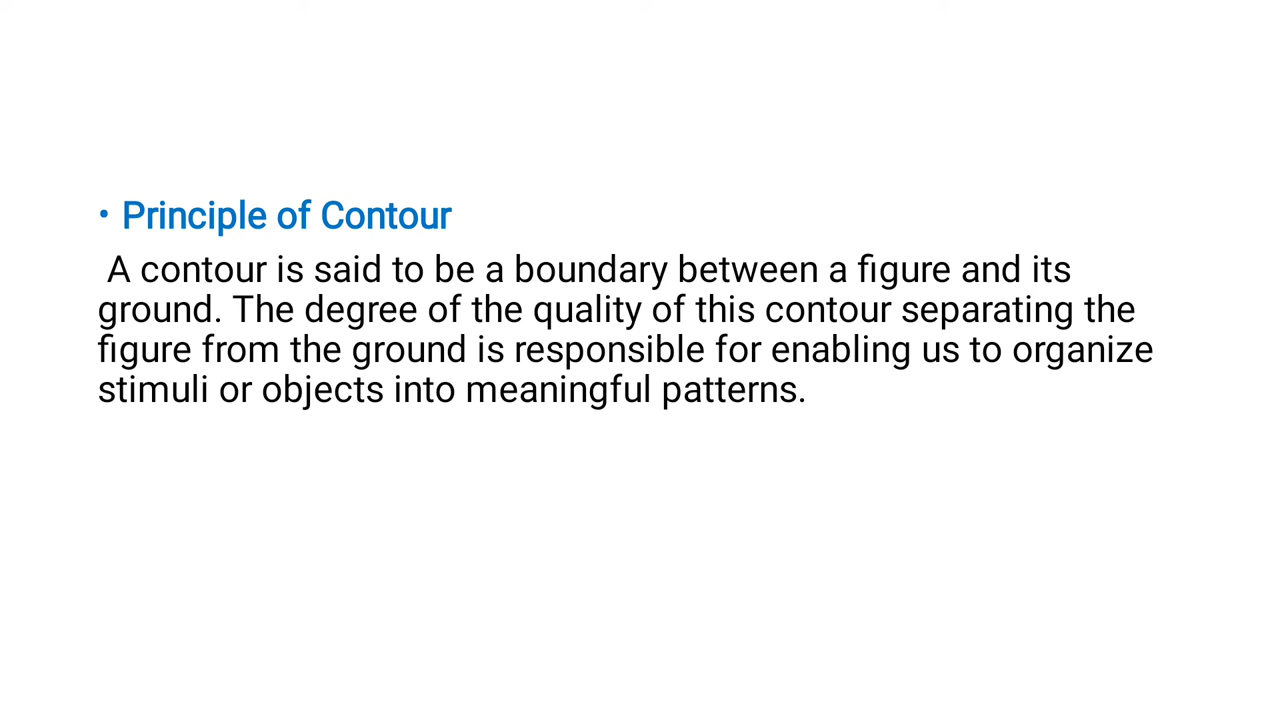 • Principle of Contour
A contour is said to be a boundary between a figure and its
ground. The degree of the quality of this contour separating the
figure from the ground is responsible for enabling us to organize
stimuli or objects into meaningful patterns.